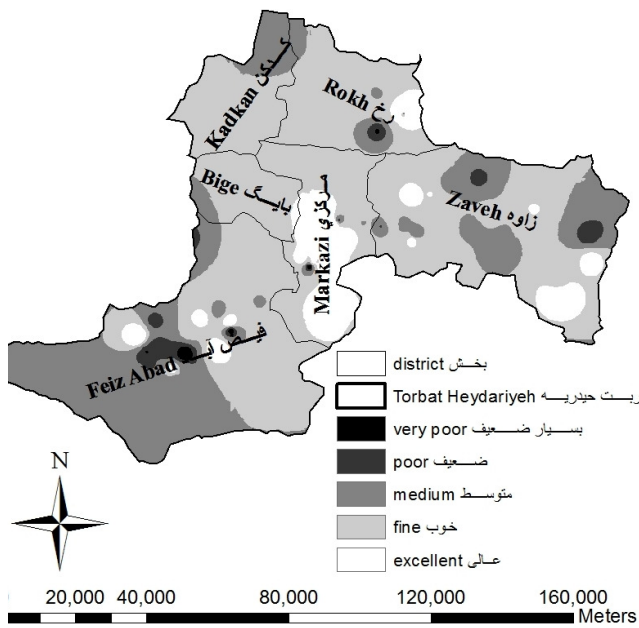 Kadkan کدکن
Rokh رخ
Bige بایگ
Markazi مرکزي
Zaveh زاوه
Feiz Abad فیض آباد
district بخش
Torbat Heydariyeh ربت حیدریه
very poor بسیار ضعیف
poor ضعیف
medium متوسط
fine خوب
excellent عالی
N
20,000 40,000 80,000 120,000 160,000
Meters